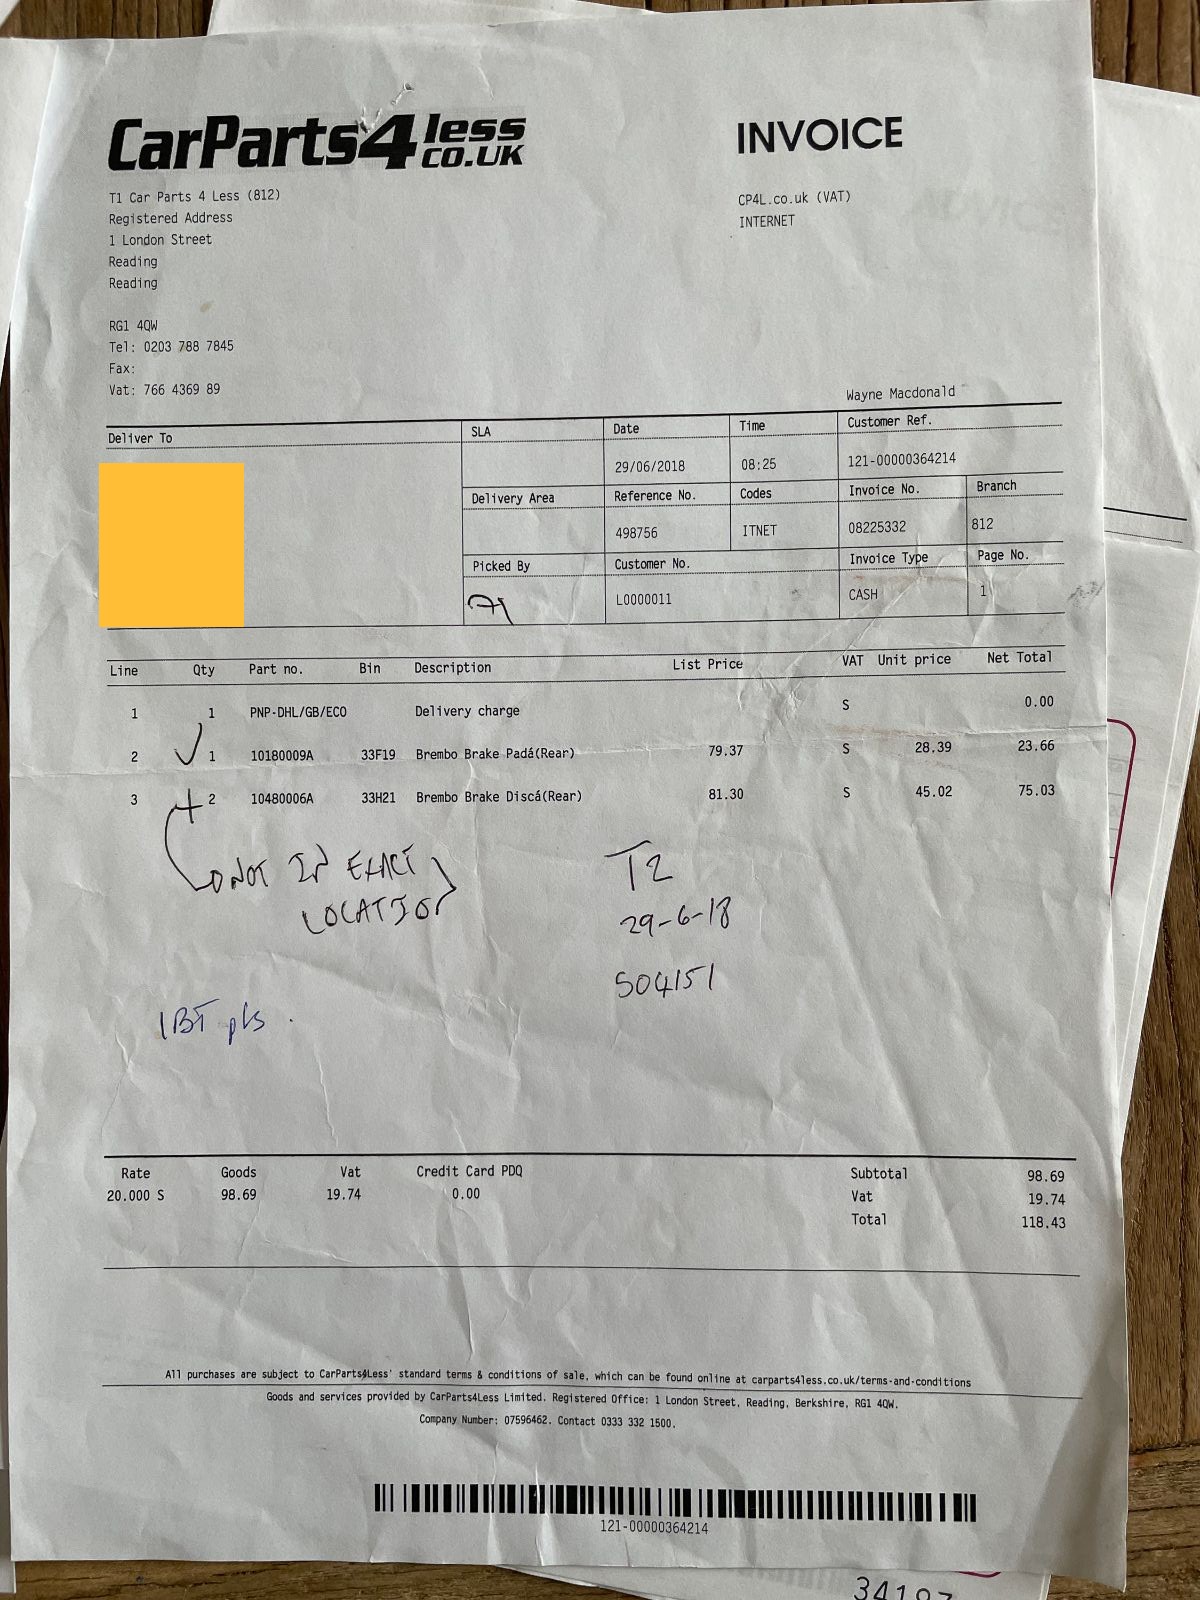 CarParts4less
CO.UK
INVOICE
T1 Car Parts 4 Less (812)
Registered Address
1 London Street
Reading
Reading
RG1 4QW
Tel: 0203 788 7845
Fax:
Vat: 766 4369 89
CP4L.co.uk (VAT)
INTERNET
Wayne Macdonald
Deliver To SLA Date Time Customer Ref.
29/06/2018 08:25 121-00000364214
Delivery Area Reference No. Codes Invoice No. Branch
498756 ITNET 08225332 812
Picked By Customer No. Invoice Type Page No.
L0000011 CASH 1
Line Qty Part no. Bin Description List Price VAT Unit price Net Total
1 1 PNP-DHL/GB/ECO Delivery charge S 0.00
2 1 10180009A 33F19 Brembo Brake Padá(Rear) 79.37 S 28.39 23.66
3 2 10480006A 33H21 Brembo Brake Discá(Rear) 81.30 S 45.02 75.03
NOT IN EXACT
LOCATION
T2
29-6-18
504151
IBT pls.
Rate Goods Vat Credit Card PDQ
20.000 S 98.69 19.74 0.00
Subtotal 98.69
Vat 19.74
Total 118.43
All purchases are subject to CarParts4Less' standard terms & conditions of sale, which can be found online at carparts4less.co.uk/terms-and-conditions
Goods and services provided by CarParts4Less Limited. Registered Office: 1 London Street, Reading, Berkshire, RG1 4QW.
Company Number: 07596462. Contact 0333 332 1500.
121-00000364214